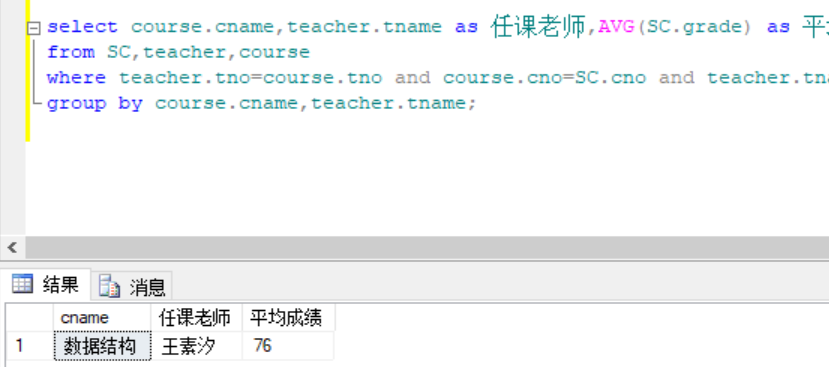 select course.cname,teacher.tname as 任课老师,AVG(SC.grade) as 平
from SC,teacher,course
where teacher.tno=course.tno and course.cno=SC.cno and teacher.tna
group by course.cname,teacher.tname;
结果 消息
cname 任课老师 平均成绩
1 数据结构 王素汐 76